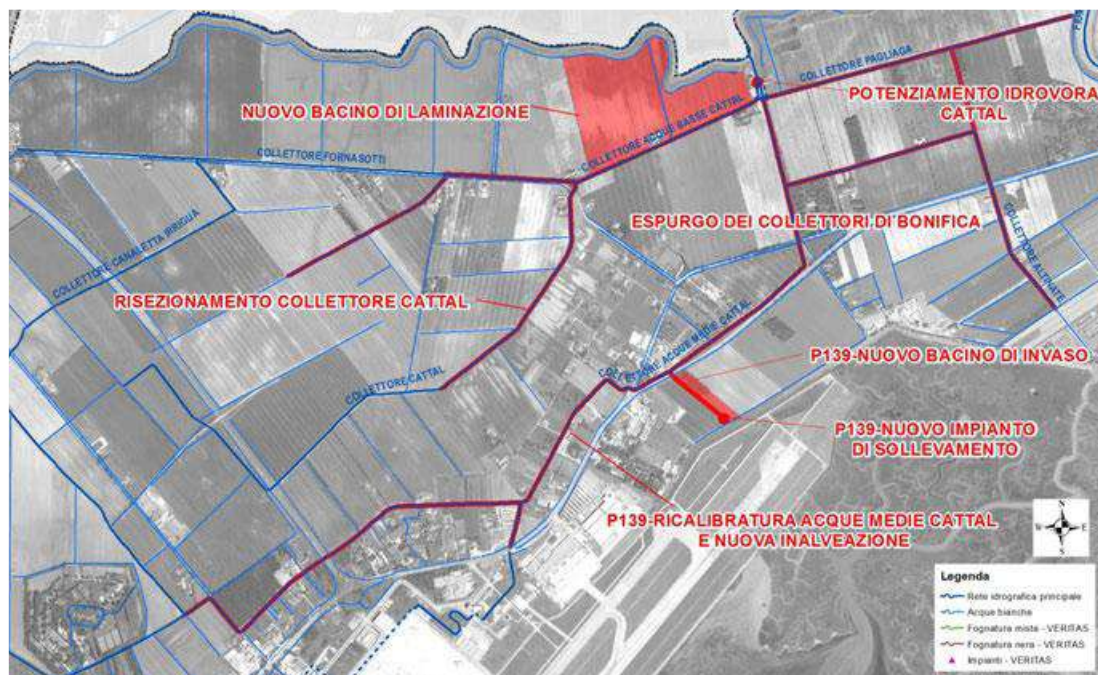 COLLETTORE PAGLIAGA
POTENZIAMENTO IDROVORA
CATTAL
NUOVO BACINO DI LAMINAZIONE
COLLETTORE ACQUE BASSE CATTAL
COLLETTORE FORNASOTTI
COLLETTORE CANALETTA IRRIGUA
ESPURGO DEI COLLETTORI DI BONIFICA
COLLETTORE ALTINATE
RISEZIONAMENTO COLLETTORE CATTAL
COLLETTORE ACQUE MEDIE CATTAL
P139-NUOVO BACINO DI INVASO
COLLETTORE CATTAL
P139-NUOVO IMPIANTO
DI SOLLEVAMENTO
P139-RICALIBRATURA ACQUE MEDIE CATTAL
E NUOVA INALVEAZIONE
N
W E
S
Legenda
Rete idrografica principale
Acque bianche
Fognatura mista - VERITAS
Fognatura nera - VERITAS
Impianti - VERITAS